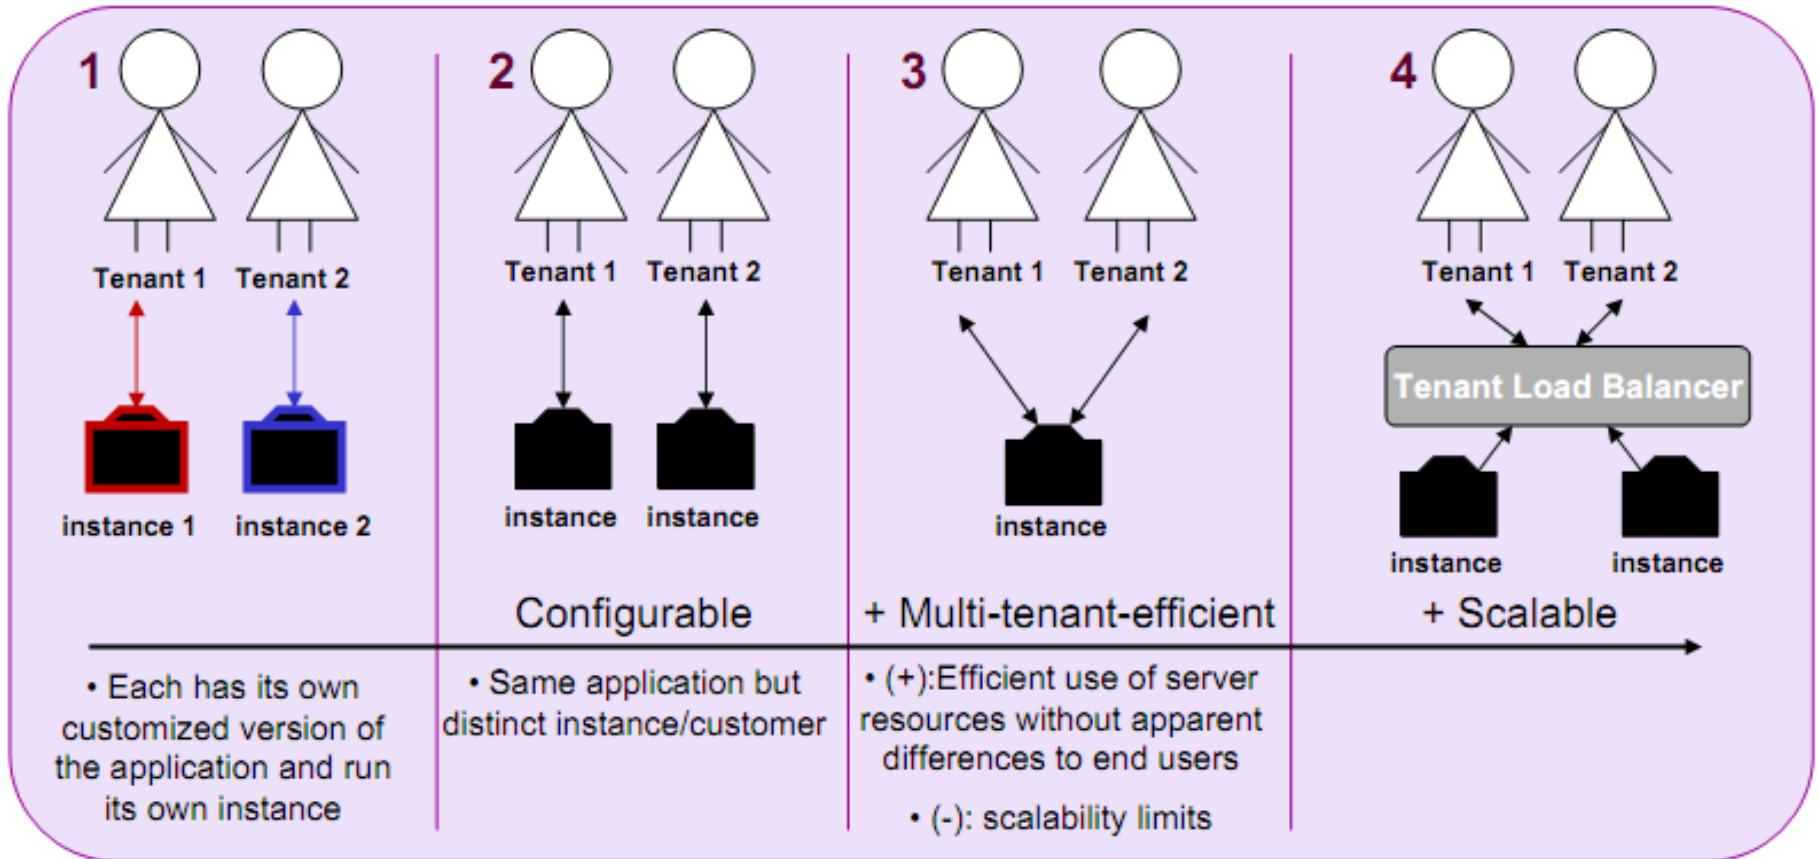 1
Tenant 1 Tenant 2
instance 1 instance 2
• Each has its own
customized version of
the application and run
its own instance
2
Tenant 1 Tenant 2
instance instance
Configurable
• Same application but
distinct instance/customer
3
Tenant 1 Tenant 2
instance
+ Multi-tenant-efficient
• (+):Efficient use of server
resources without apparent
differences to end users
• (-): scalability limits
4
Tenant 1 Tenant 2
Tenant Load Balancer
instance instance
+ Scalable